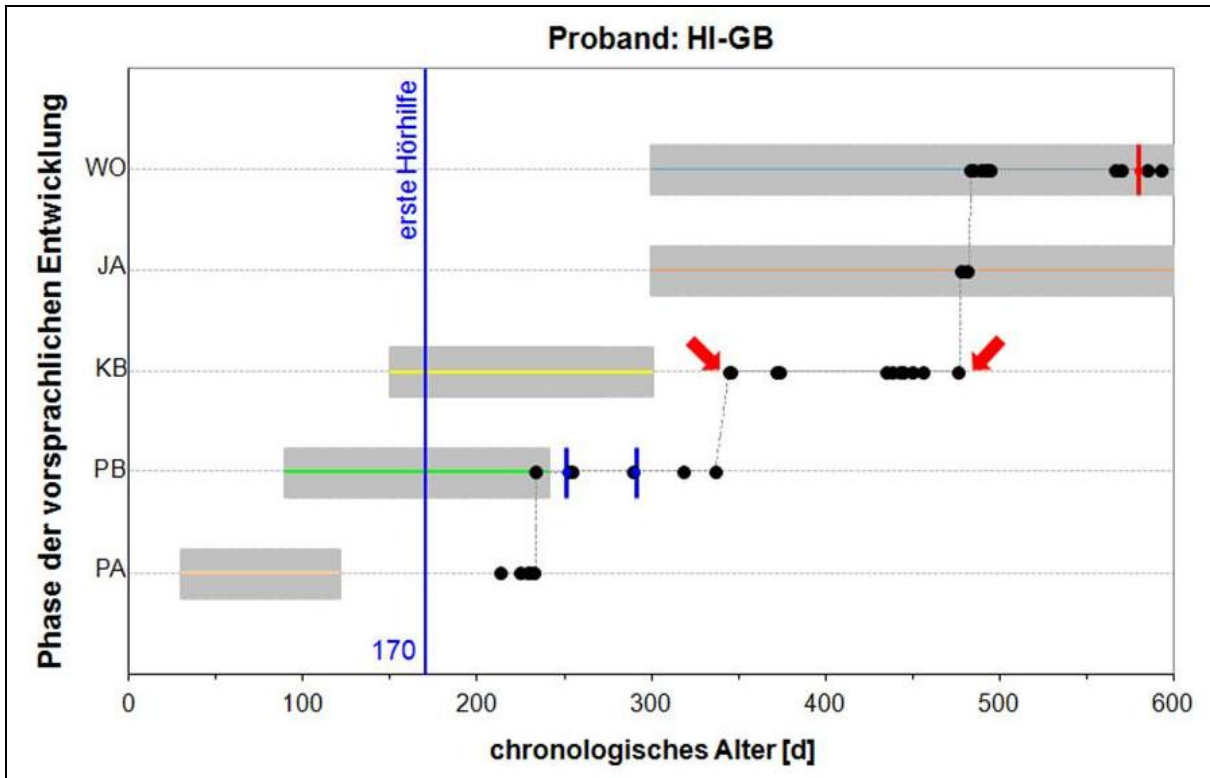 Proband: HI-GB
Phase der vorsprachlichen Entwicklung
erste Hörhilfe
WO
JA
KB
PB
PA
170
0 100 200 300 400 500 600
chronologisches Alter [d]